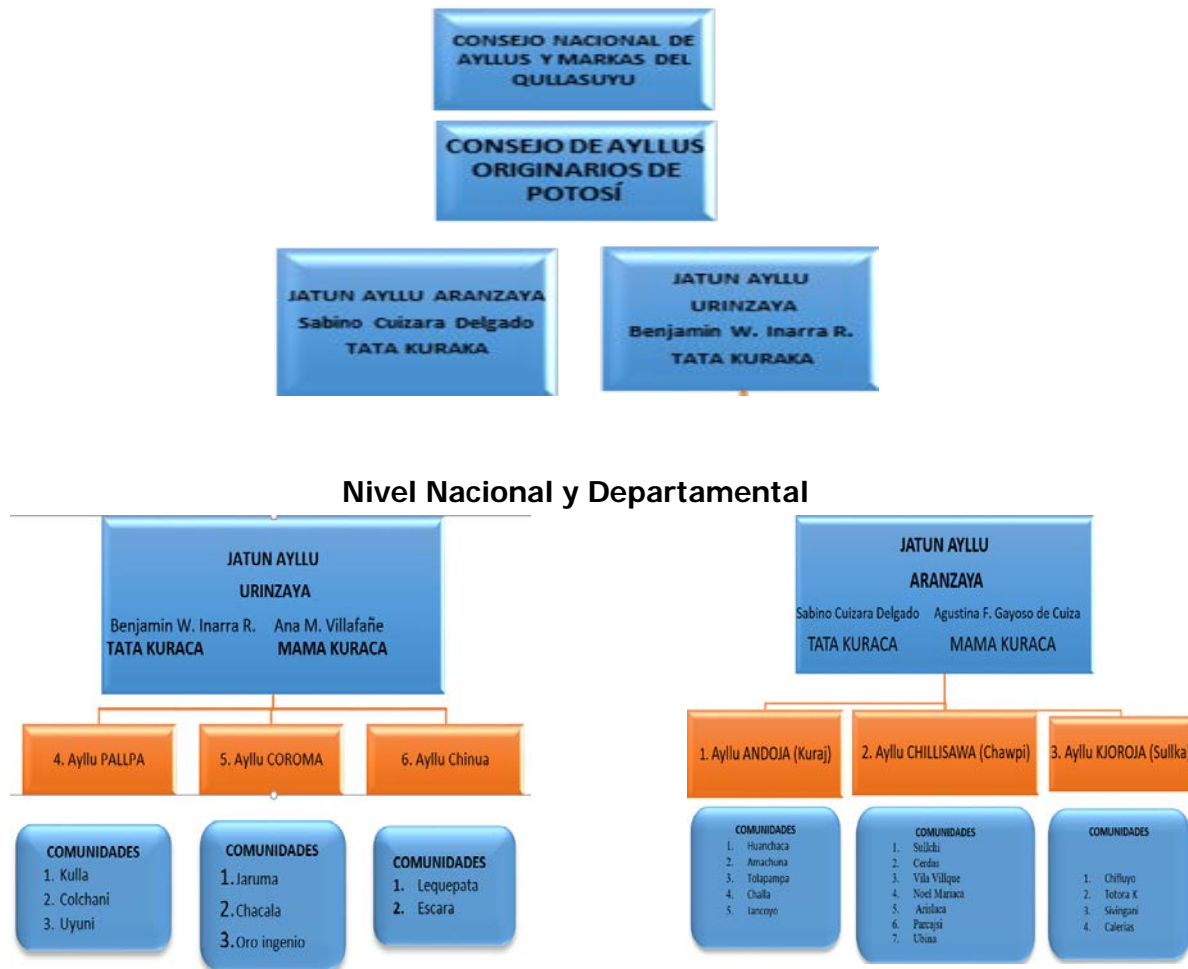 CONSEJO NACIONAL DE
AYLLUS Y MARKAS DEL
QULLASUYU
CONSEJO DE AYLLUS
ORIGINARIOS DE
POTOSÍ
JATUN AYLLU ARANZAYA
Sabino Cuizara Delgado
TATA KURAKA
JATUN AYLLU
URINZAYA
Benjamin W. Inarra R.
TATA KURAKA
Nivel Nacional y Departamental
JATUN AYLLU
URINZAYA
Benjamin W. Inarra R. Ana M. Villafañe
TATA KURACA MAMA KURACA
4. Ayllu PALLPA
5. Ayllu COROMA
6. Ayllu Chinua
COMUNIDADES
1. Kulla
2. Colchani
3. Uyuni
COMUNIDADES
1. Jaruma
2. Chacala
3. Oro ingenio
COMUNIDADES
1. Lequepata
2. Escara
JATUN AYLLU
ARANZAYA
Sabino Cuizara Delgado Agustina F. Gayoso de Cuiza
TATA KURACA MAMA KURACA
1. Ayllu ANDOJA (Kuraj)
2. Ayllu CHILLISAWA (Chawpi)
3. Ayllu KJOROJA (Sullka)
COMUNIDADES
1. Huanchaca
2. Amachuna
3. Tolapampa
4. Challa
5. Iancoyo
COMUNIDADES
1. Sullchi
2. Cerdas
3. Vila Villque
4. Noel Mariaca
5. Arislaca
6. Parcajsi
7. Ubina
COMUNIDADES
1. Chifluyo
2. Totora K
3. Sivingani
4. Calerias